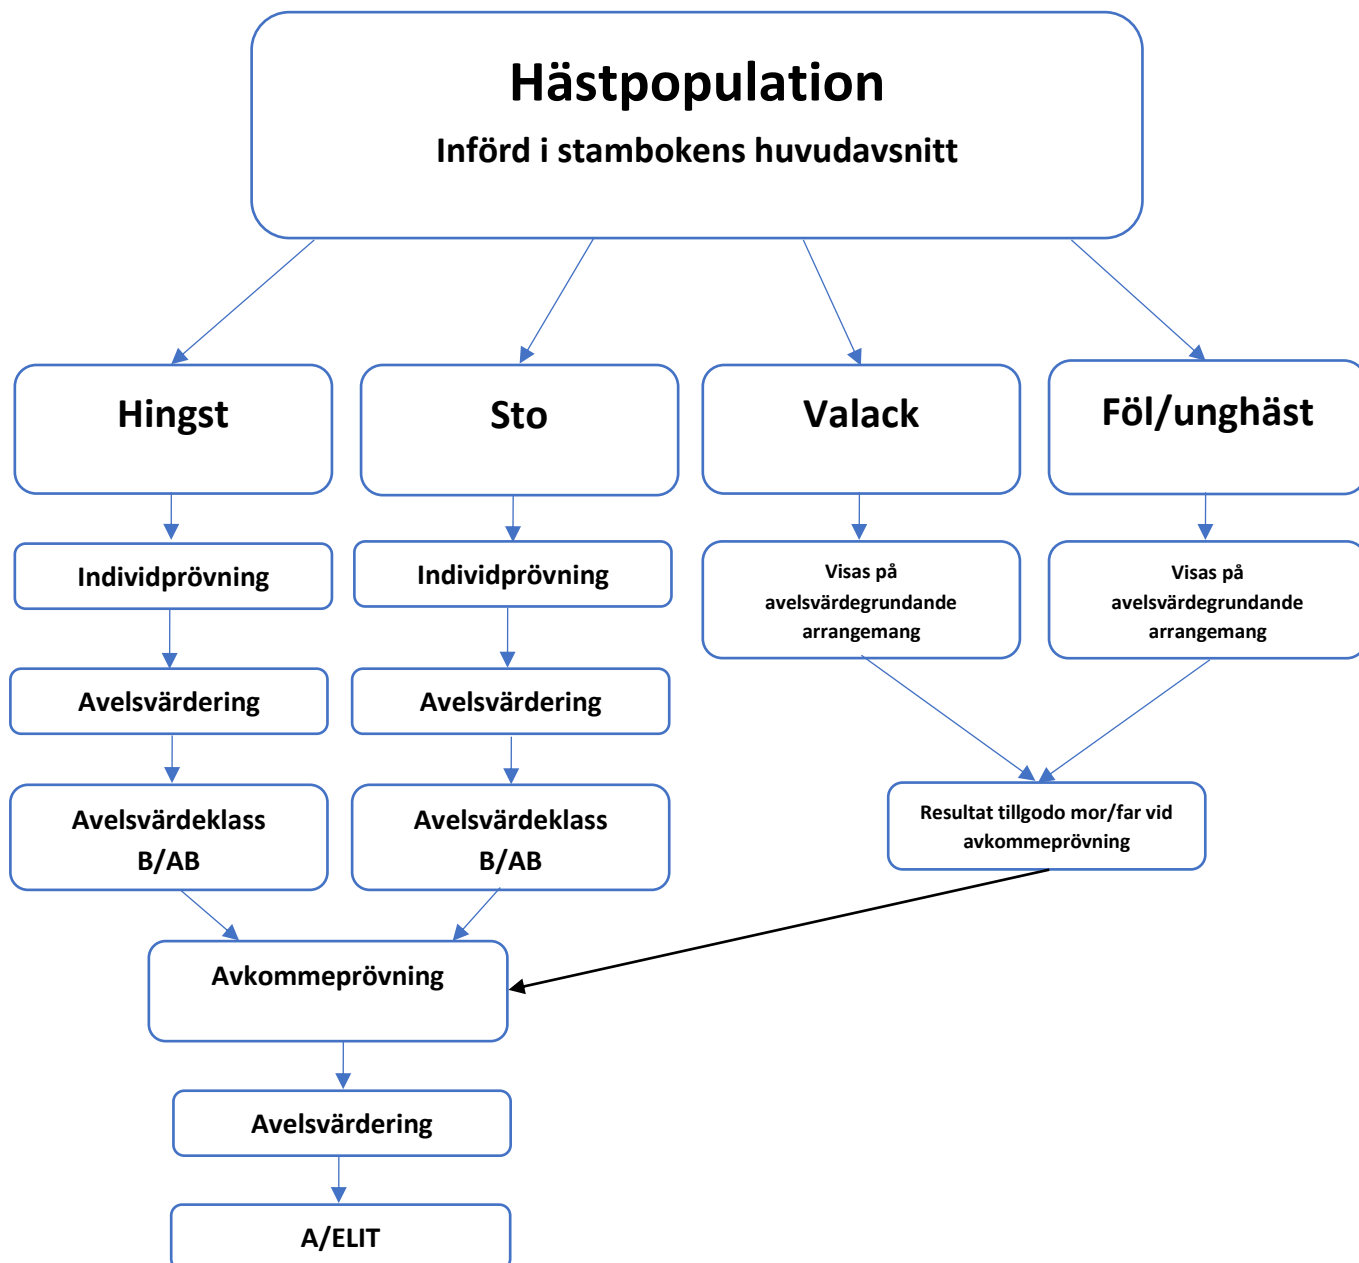 Hästpopulation
Införd i stambokens huvudavsnitt
Hingst
Sto
Valack
Föl/unghäst
Individprövning
Individprövning
Visas på
avelsvärdegrundande
arrangemang
Visas på
avelsvärdegrundande
arrangemang
Avelsvärdering
Avelsvärdering
Avelsvärdeklass
B/AB
Avelsvärdeklass
B/AB
Resultat tillgodo mor/far vid
avkommeprövning
Avkommeprövning
Avelsvärdering
A/ELIT